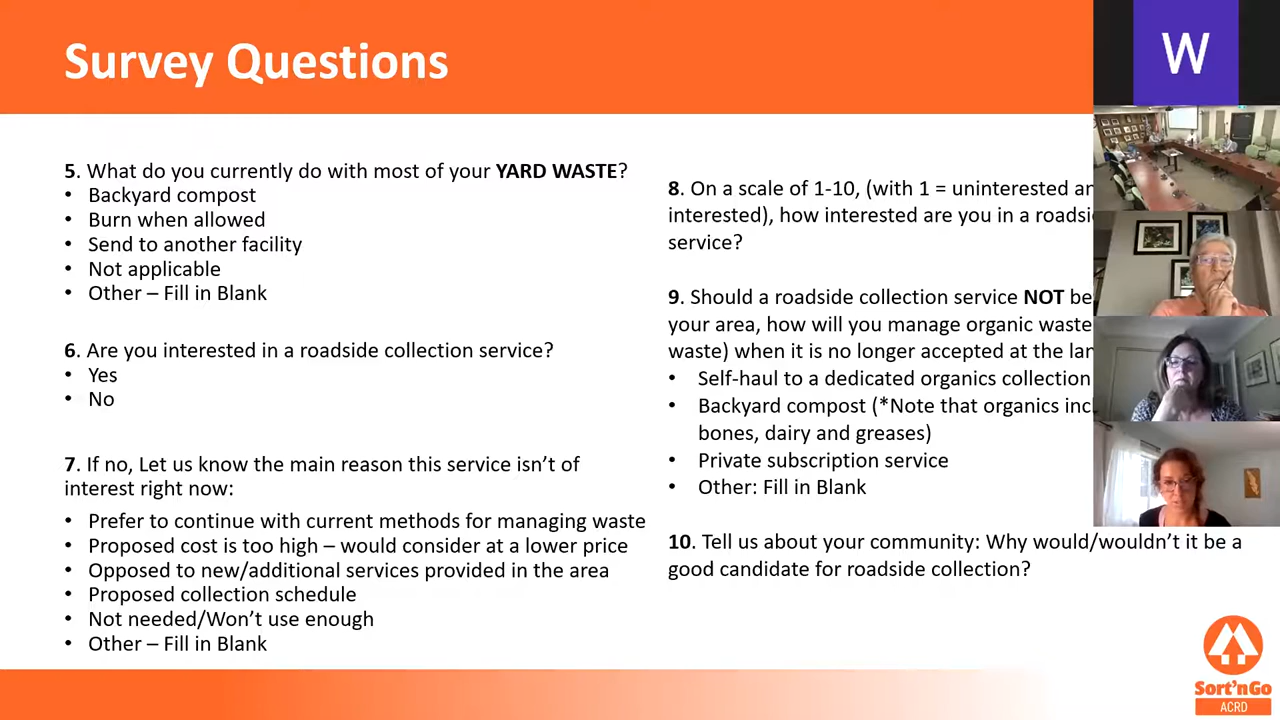 Survey Questions
W
5. What do you currently do with most of your YARD WASTE?
• Backyard compost
• Burn when allowed
• Send to another facility
• Not applicable
• Other – Fill in Blank
6. Are you interested in a roadside collection service?
• Yes
• No
7. If no, Let us know the main reason this service isn't of
interest right now:
• Prefer to continue with current methods for managing waste
• Proposed cost is too high – would consider at a lower price
• Opposed to new/additional services provided in the area
• Proposed collection schedule
• Not needed/Won't use enough
• Other – Fill in Blank
8. On a scale of 1-10, (with 1 = uninterested
interested), how interested are you in a
service?
9. Should a roadside collection service NOT be
your area, how will you manage organic waste
waste) when it is no longer accepted at the
• Self-haul to a dedicated organics collection
• Backyard compost (*Note that organics
bones, dairy and greases)
• Private subscription service
• Other: Fill in Blank
10. Tell us about your community: Why would/wouldn't it be a
good candidate for roadside collection?
Sort'nGo
ACRD